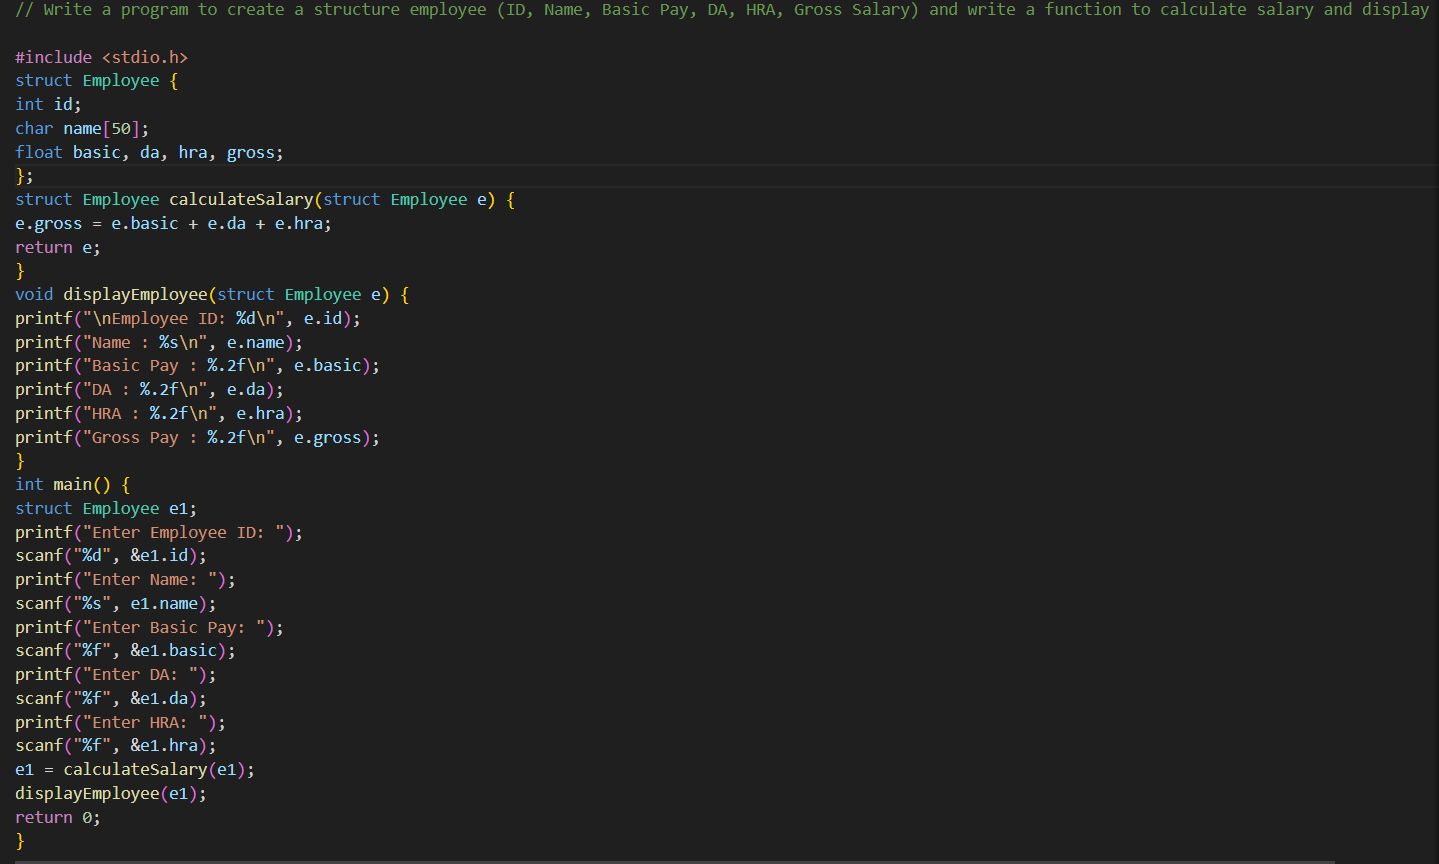 // Write a program to create a structure employee (ID, Name, Basic Pay, DA, HRA, Gross Salary) and write a function to calculate salary and display
#include <stdio.h>
struct Employee {
int id;
char name[50];
float basic, da, hra, gross;
};
struct Employee calculateSalary(struct Employee e) {
e.gross = e.basic + e.da + e.hra;
return e;
}
void displayEmployee(struct Employee e) {
printf("\nEmployee ID: %d\n", e.id);
printf("Name : %s\n", e.name);
printf("Basic Pay : %.2f\n", e.basic);
printf("DA : %.2f\n", e.da);
printf("HRA : %.2f\n", e.hra);
printf("Gross Pay : %.2f\n", e.gross);
}
int main() {
struct Employee e1;
printf("Enter Employee ID: ");
scanf("%d", &e1.id);
printf("Enter Name: ");
scanf("%s", e1.name);
printf("Enter Basic Pay: ");
scanf("%f", &e1.basic);
printf("Enter DA: ");
scanf("%f", &e1.da);
printf("Enter HRA: ");
scanf("%f", &e1.hra);
e1 = calculateSalary(e1);
displayEmployee(e1);
return 0;
}